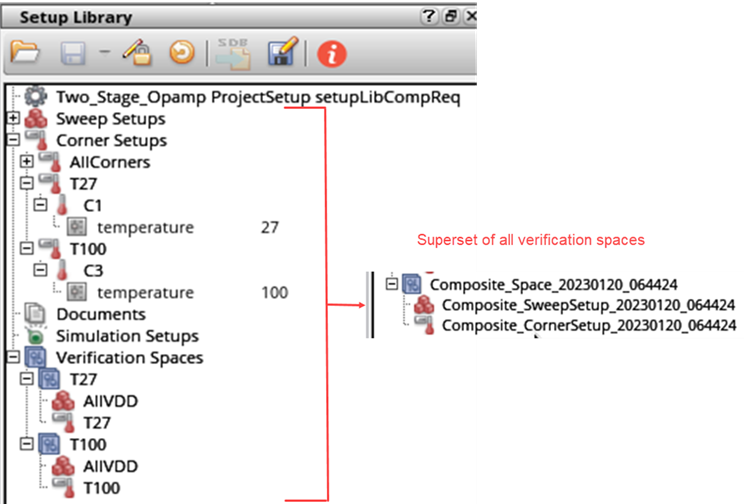 Setup Library
SDB
Two_Stage_Opamp ProjectSetup setupLibCompReq
Sweep Setups
Corner Setups
AllCorners
T27
C1
temperature 27
T100
C3
temperature 100
Documents
Simulation Setups
Verification Spaces
T27
AllVDD
T27
T100
AllVDD
T100
Superset of all verification spaces
Composite_Space_20230120_064424
Composite_SweepSetup_20230120_064424
Composite_CornerSetup_20230120_064424